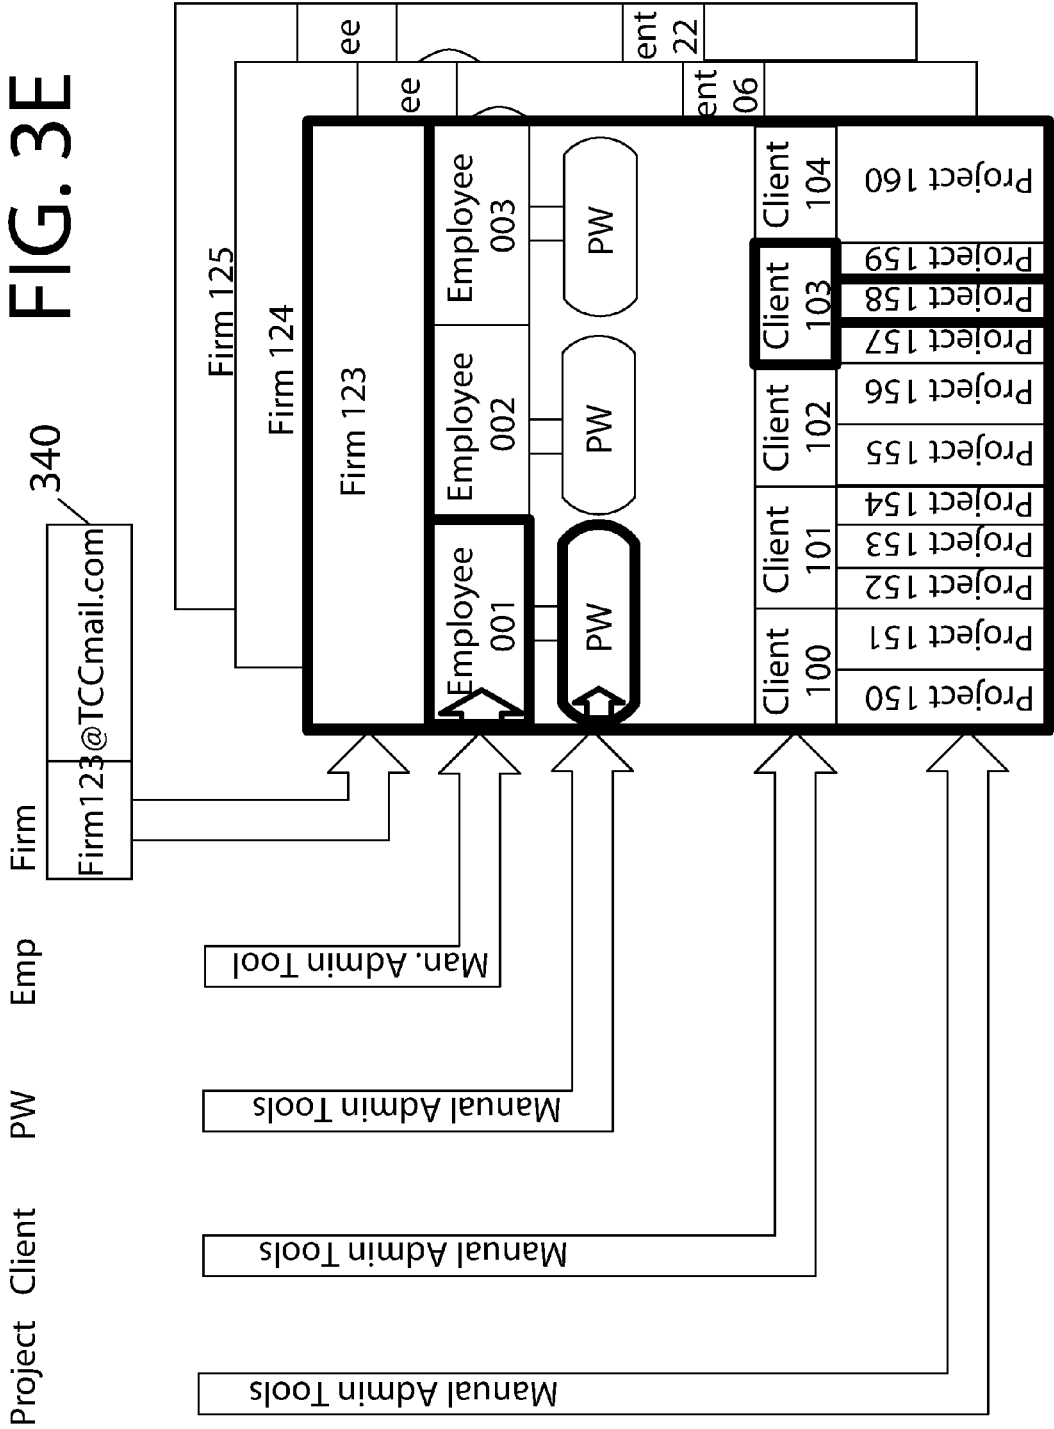 FIG. 3E
Project
Client
PW
Emp
Firm
Firm123@TCCmail.com
340
Manual Admin Tools
Manual Admin Tools
Manual Admin Tools
Man. Admin Tool
Firm 125
Firm 124
Firm 123
ee
ent
22
ee
ent
06
Employee
001
Employee
002
Employee
003
PW
PW
PW
Client
100
Client
101
Client
102
Client
103
Client
104
Project 150
Project 151
Project 152
Project 153
Project 154
Project 155
Project 156
Project 157
Project 158
Project 159
Project 160